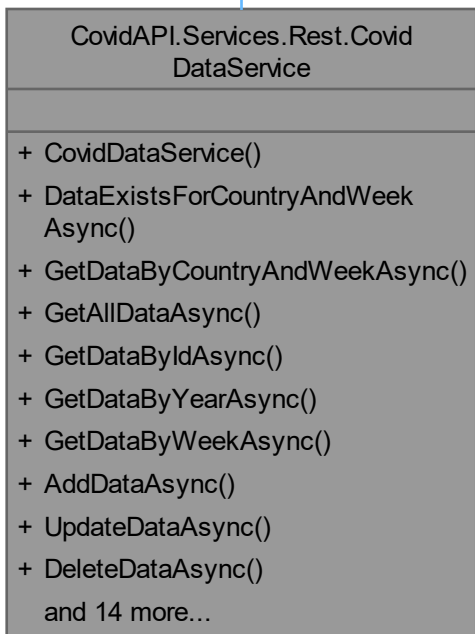 CovidAPI.Services.Rest.Covid
DataService
+ CovidDataService()
+ DataExistsForCountryAndWeek
Async()
+ GetDataByCountryAndWeekAsync()
+ GetAllDataAsync()
+ GetDataByIdAsync()
+ GetDataByYearAsync()
+ GetDataByWeekAsync()
+ AddDataAsync()
+ UpdateDataAsync()
+ DeleteDataAsync()
and 14 more...